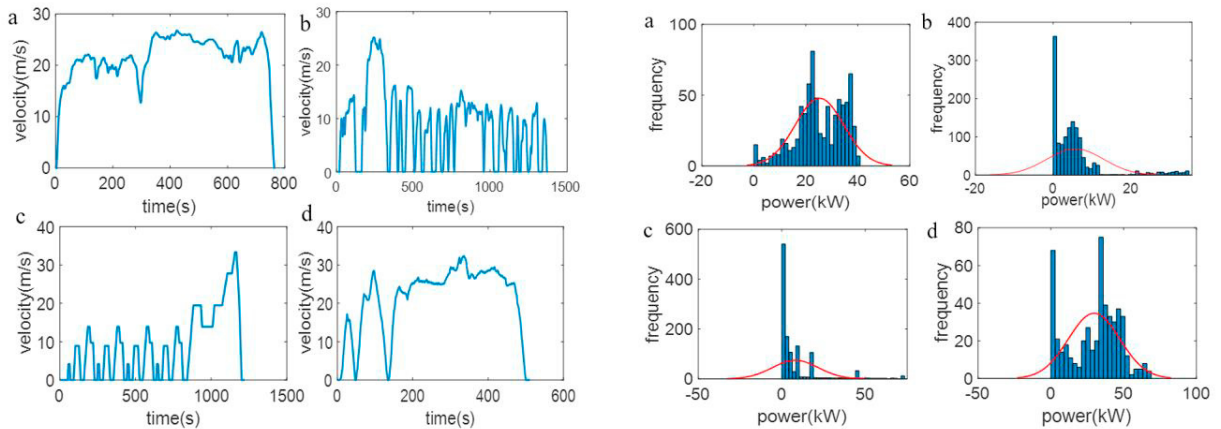 a
velocity(m/s)
30
20
10
0
0 200 400 600 800
time(s)
b
velocity(m/s)
30
20
10
0
0 500 1000 1500
time(s)
c
velocity(m/s)
40
30
20
10
0
0 500 1000 1500
time(s)
d
velocity(m/s)
40
30
20
10
0
0 200 400 600
time(s)
a
frequency
100
50
0
-20 0 20 40 60
power(kW)
b
frequency
400
300
200
100
0
-20 0 20
power(kW)
c
frequency
600
400
200
0
-50 0 50
power(kW)
d
frequency
80
60
40
20
0
-50 0 50 100
power(kW)